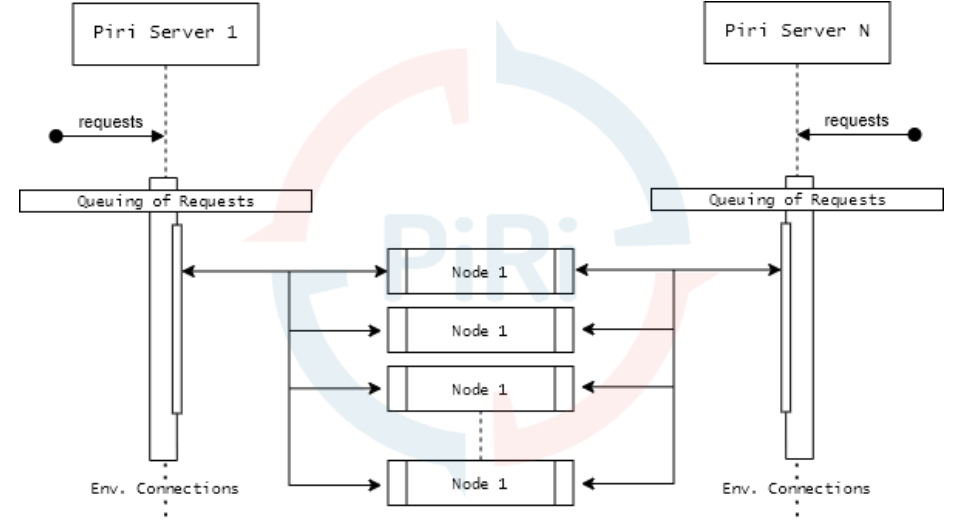 Piri Server 1
Piri Server N
requests
requests
Queuing of Requests
Queuing of Requests
PiRi
Node 1
Node 1
Node 1
Node 1
Env. Connections
Env. Connections